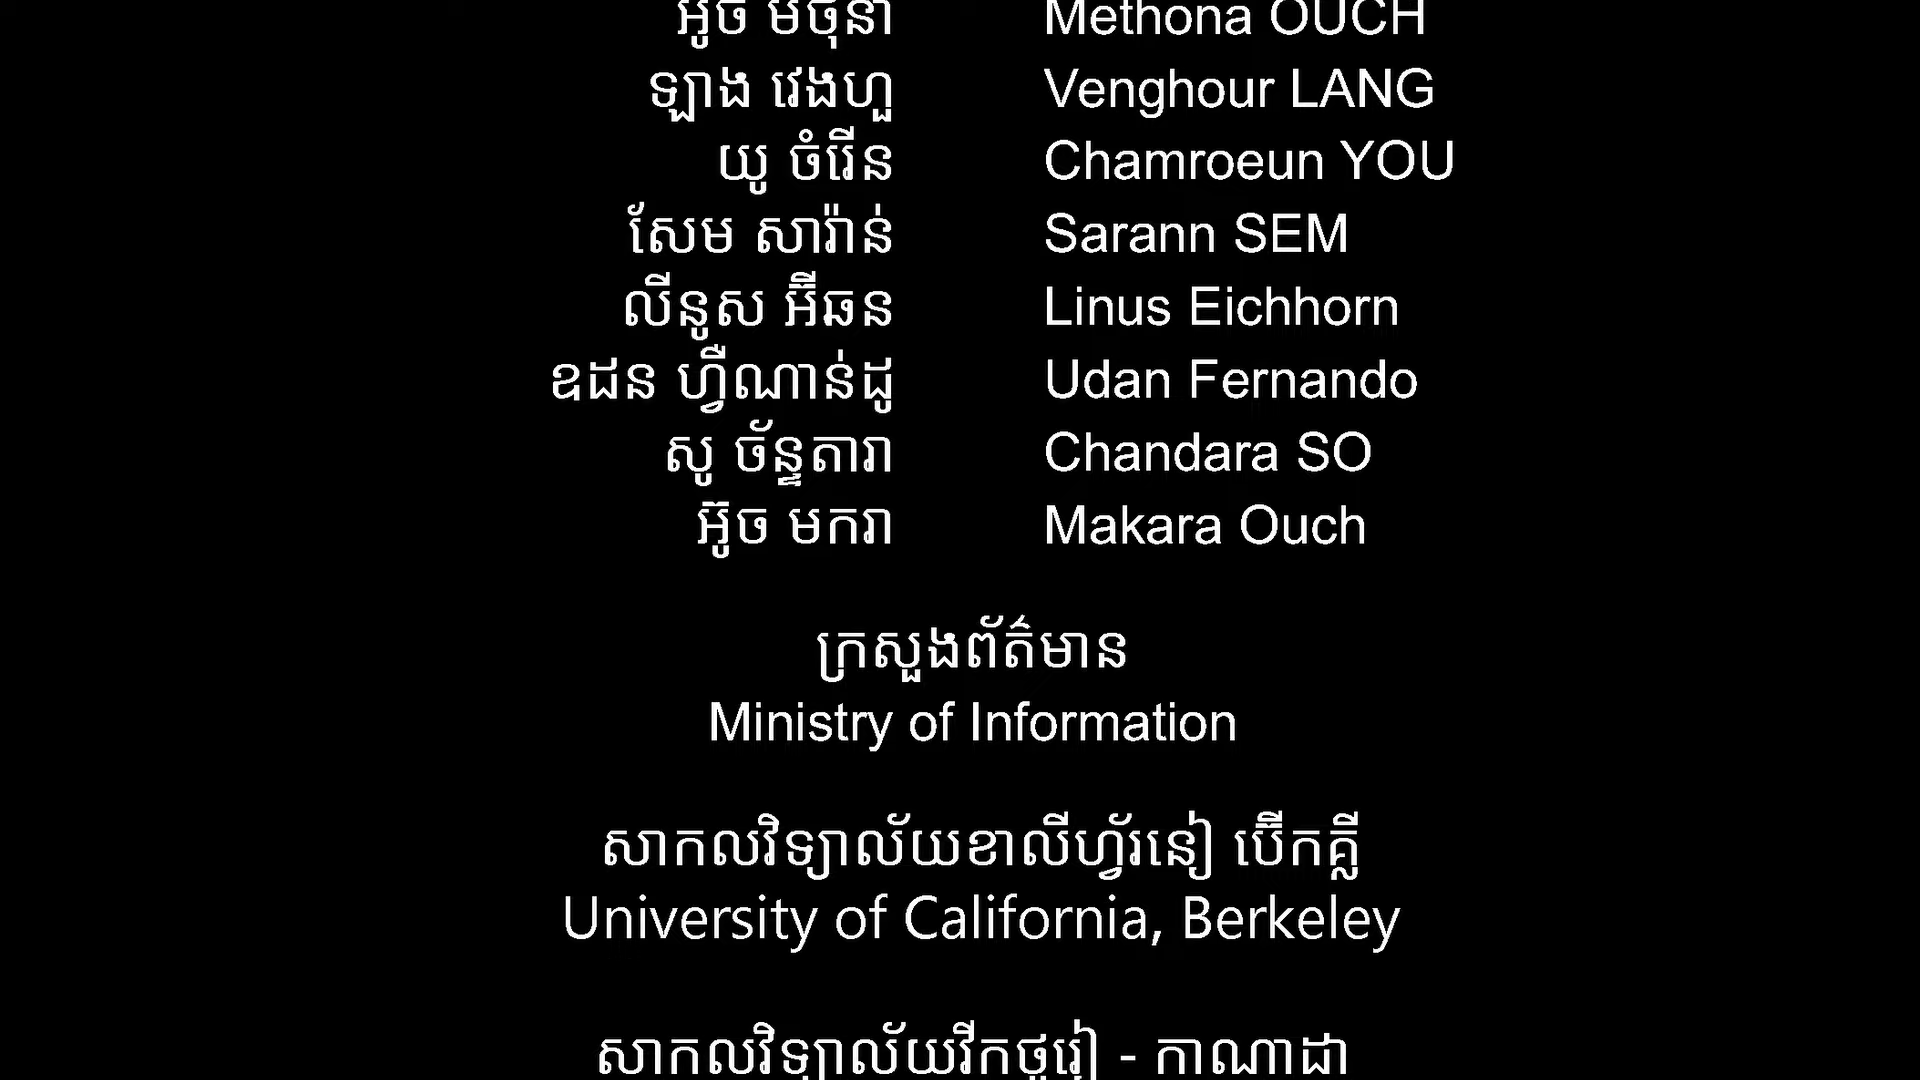 អ៊ូច មថុនា Methona OUCH
ឡាង វេងហួ Venghour LANG
យូ ចំរើន Chamroeun YOU
សែម សារ៉ាន់ Sarann SEM
លីនូស អ៊ីឆន Linus Eichhorn
ឧដន ហ្វឺណាន់ដូ Udan Fernando
សូ ច័ន្ទតារា Chandara SO
អ៊ូច មករា Makara Ouch
ក្រសួងព័ត៌មាន
Ministry of Information
សាកលវិទ្យាល័យខាលីហ្វ័រនៀ ប៊ើកគ្លី
University of California, Berkeley
សាកលវិទ្យាល័យវីកថូរៀ - កាណាដា